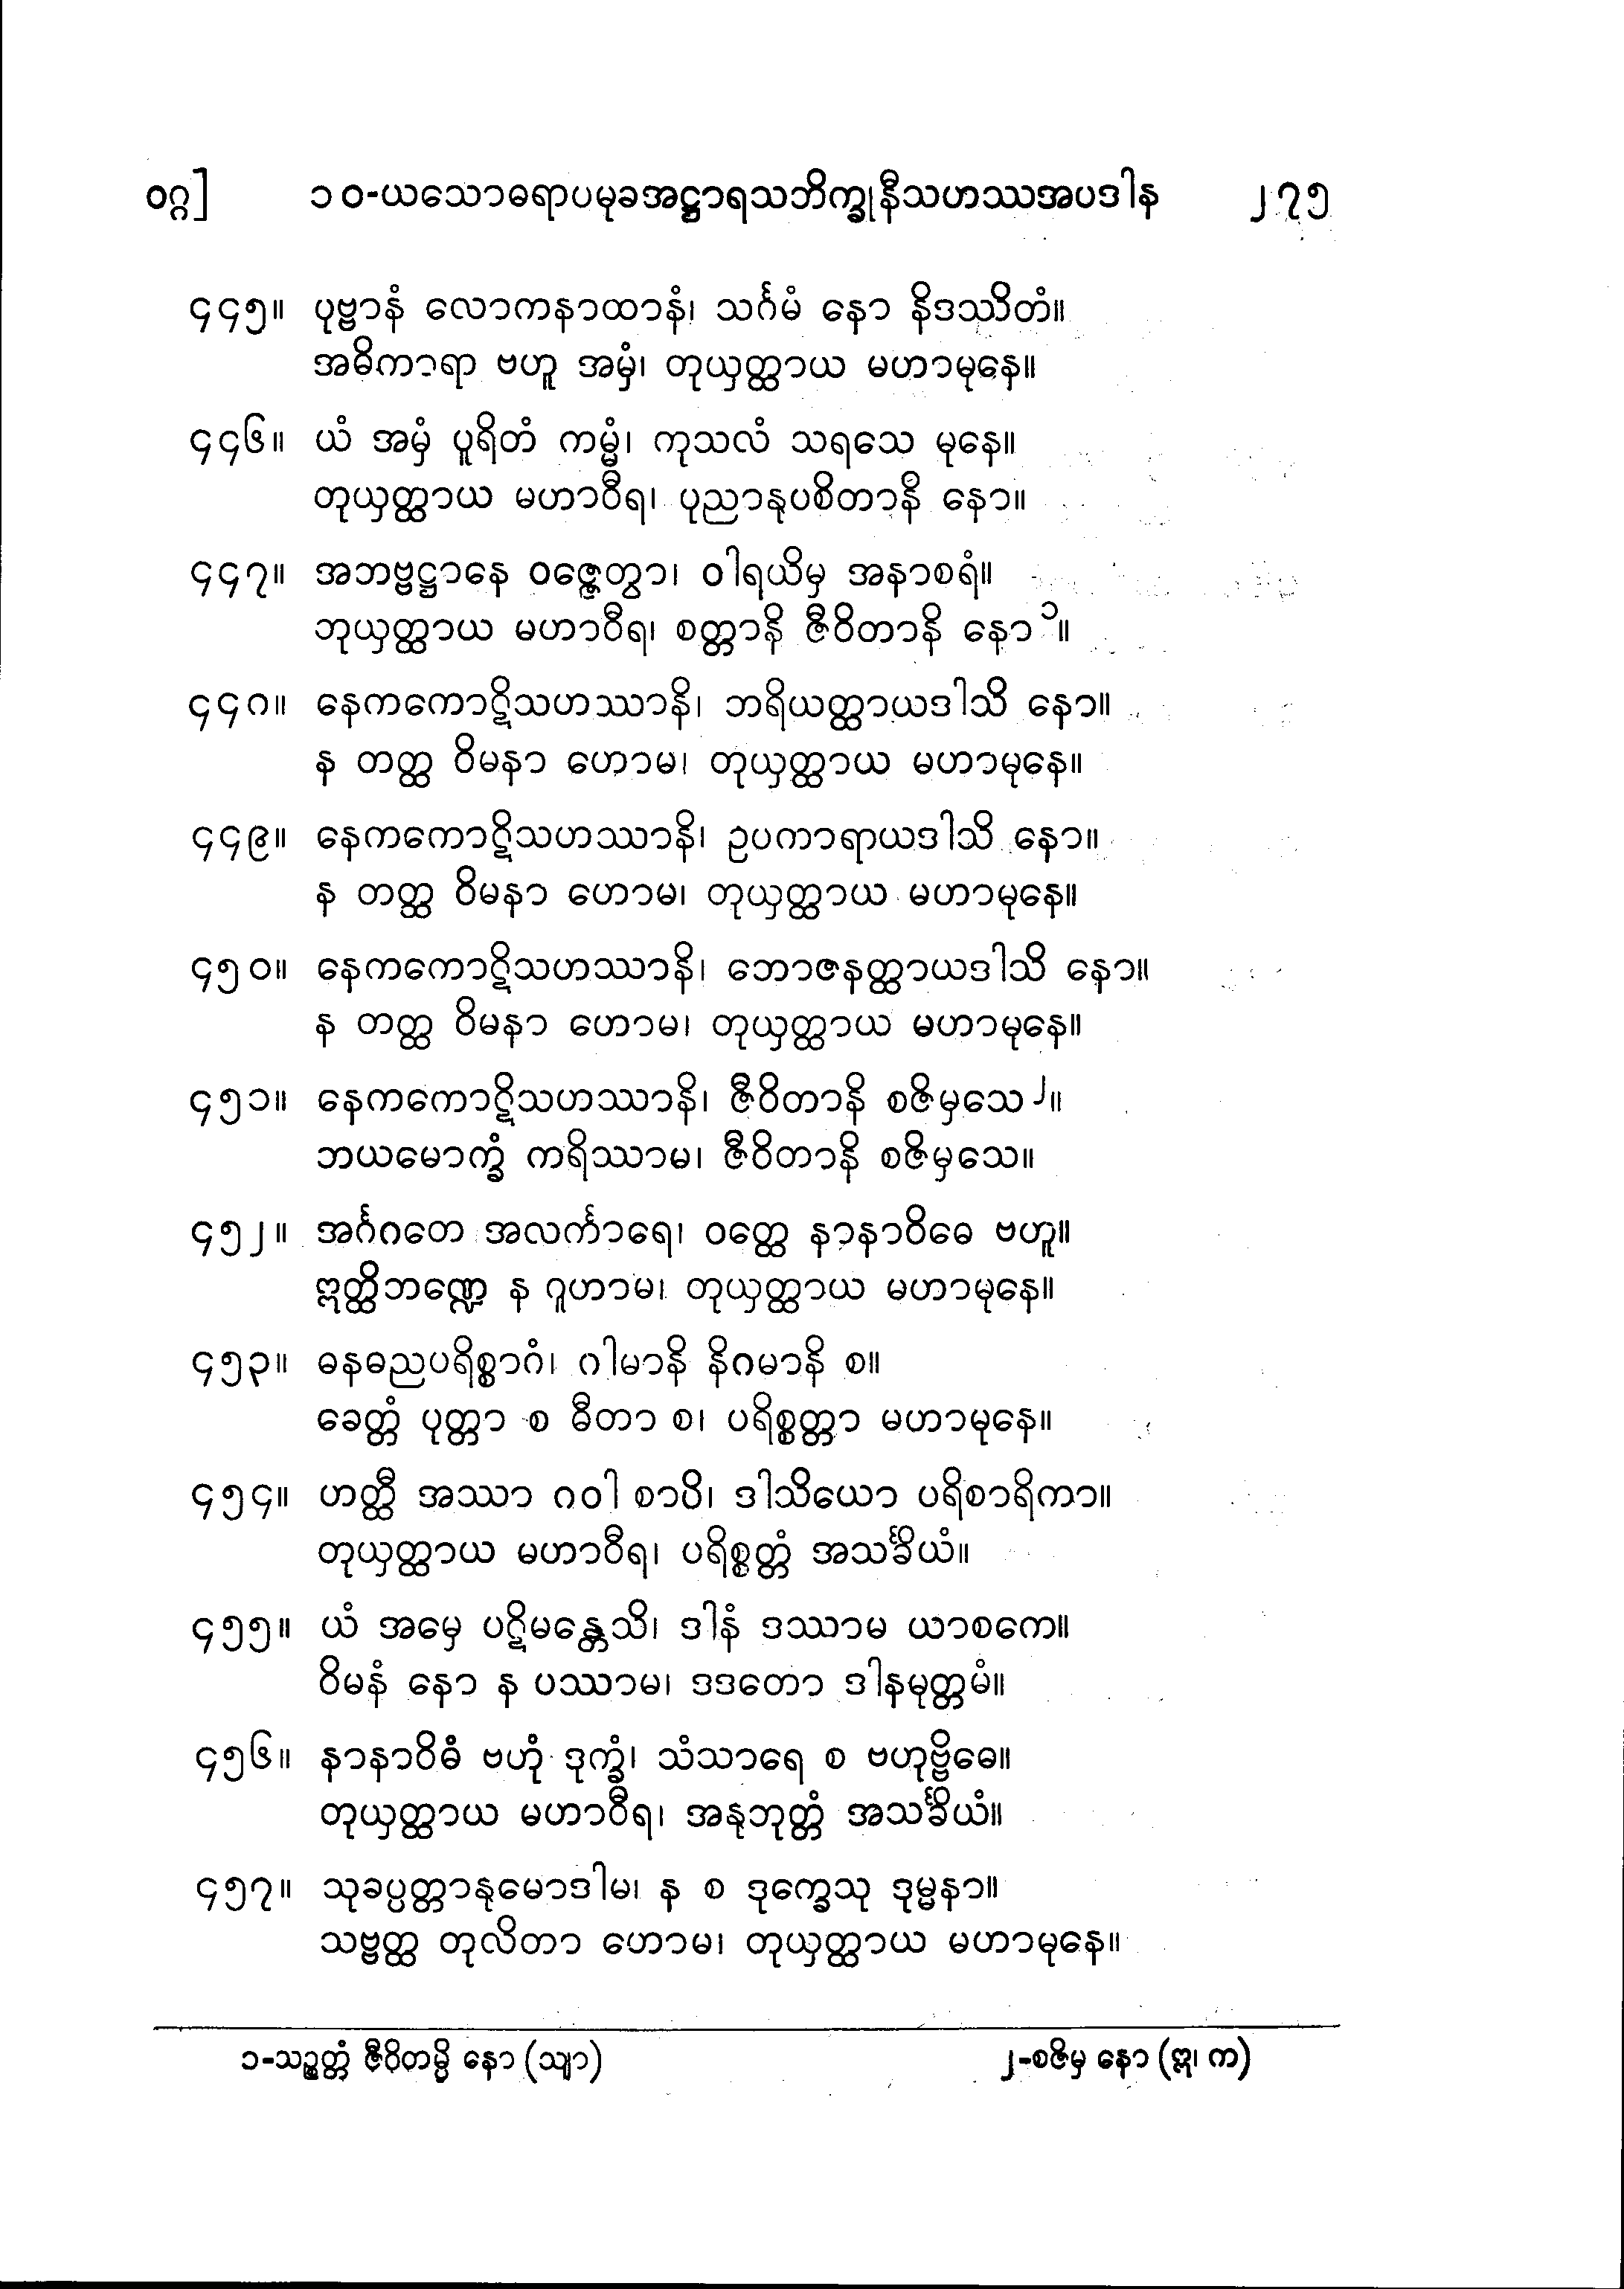 ဝဂ္ဂ] ၁၀-ယသောဓရာပမုခအဋ္ဌာရသဘိက္ခုနီသဟဿအပဒါန ၂၇၅
၄၄၅။ ပုဗ္ဗာနံ လောကနာထာနံ၊ သင်္ဂမံ နော နိဒဿိတံ။
အဓိကာရာ ဗဟူ အမှံ၊ တုယှတ္ထာယ မဟာမုနေ။
၄၄၆။ ယံ အမှံ ပူရိတံ ကမ္မံ၊ ကုသလံ သရသေ မုနေ။
တုယှတ္ထာယ မဟာဝီရ၊ ပုညာနုပစိတာနိ နော။
၄၄၇။ အဘဗ္ဗဋ္ဌာနေ ဝဇ္ဇေတွာ၊ ဝါရယိမှ အနာစရံ။
ဘုယှတ္ထာယ မဟာဝီရ၊ စတ္တာနိ ဇီဝိတာနိ နော ၁။
၄၄၈။ နေကကောဋိသဟဿာနိ၊ ဘရိယတ္ထာယဒါသိ နော။
န တတ္ထ ဝိမနာ ဟောမ၊ တုယှတ္ထာယ မဟာမုနေ။
၄၄၉။ နေကကောဋိသဟဿာနိ၊ ဥပကာရာယဒါသိ နော။
န တတ္ထ ဝိမနာ ဟောမ၊ တုယှတ္ထာယ မဟာမုနေ။
၄၅၀။ နေကကောဋိသဟဿာနိ၊ ဘောဇနတ္ထာယဒါသိ နော။
န တတ္ထ ဝိမနာ ဟောမ၊ တုယှတ္ထာယ မဟာမုနေ။
၄၅၁။ နေကကောဋိသဟဿာနိ၊ ဇီဝိတာနိ စဇိမှသေ ၂။
ဘယမောက္ခံ ကရိဿာမ၊ ဇီဝိတာနိ စဇိမှသေ။
၄၅၂။ အင်္ဂဂတေ အလင်္ကာရေ၊ ဝတ္ထေ နာနာဝိဓေ ဗဟူ။
ဣတ္ထိဘဏ္ဍေ န ဂူဟာမ၊ တုယှတ္ထာယ မဟာမုနေ။
၄၅၃။ ဓနဓညပရိစ္စာဂံ၊ ဂါမာနိ နိဂမာနိ စ။
ခေတ္တံ ပုတ္တာ စ ဓီတာ စ၊ ပရိစ္စတ္တာ မဟာမုနေ။
၄၅၄။ ဟတ္ထီ အဿာ ဂဝါ စာပိ၊ ဒါသိယော ပရိစာရိကာ။
တုယှတ္ထာယ မဟာဝီရ၊ ပရိစ္စတ္တံ အသင်္ခိယံ။
၄၅၅။ ယံ အမှေ ပဋိမန္တေသိ၊ ဒါနံ ဒဿာမ ယာစကေ။
ဝိမနံ နော န ပဿာမ၊ ဒဒတော ဒါနမုတ္တမံ။
၄၅၆။ နာနာဝိဓံ ဗဟုံ ဒုက္ခံ၊ သံသာရေ စ ဗဟုဗ္ဗိဓေ။
တုယှတ္ထာယ မဟာဝီရ၊ အနုဘုတ္တံ အသင်္ခိယံ။
၄၅၇။ သုခပ္ပတ္တာနုမောဒါမ၊ န စ ဒုက္ခေသု ဒုမ္မနာ။
သဗ္ဗတ္ထ တုလိတာ ဟောမ၊ တုယှတ္ထာယ မဟာမုနေ။
၁-သဉ္စတ္တံ ဇီဝိတမ္ပိ နော (သျာ) ၂-စဇိမှ နော (ဣ၊ က)